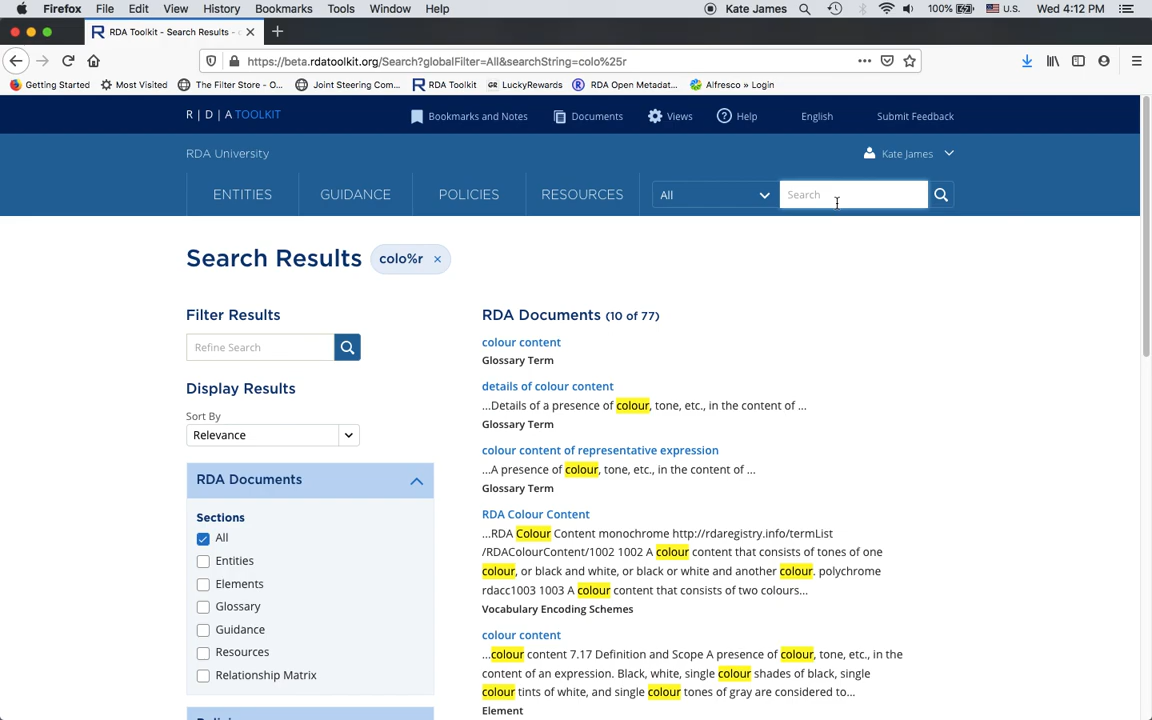 Firefox File Edit View History Bookmarks Tools Window Help Kate James 100% U.S. Wed 4:12 PM
RDA Toolkit - Search Results -
https://beta.rdatoolkit.org/Search?globalFilter=All&searchString=colo%25r
Getting Started Most Visited The Filter Store - O... Joint Steering Com... RDA Toolkit GR LuckyRewards RDA Open Metadat... Alfresco » Login
R | D | A TOOLKIT Bookmarks and Notes Documents Views Help English Submit Feedback
RDA University Kate James
ENTITIES GUIDANCE POLICIES RESOURCES All Search
Search Results colo%r ×
Filter Results
Refine Search
Display Results
Sort By
Relevance
RDA Documents
Sections
All
Entities
Elements
Glossary
Guidance
Resources
Relationship Matrix
RDA Documents (10 of 77)
colour content
Glossary Term
details of colour content
...Details of a presence of colour, tone, etc., in the content of ...
Glossary Term
colour content of representative expression
...A presence of colour, tone, etc., in the content of ...
Glossary Term
RDA Colour Content
...RDA Colour Content monochrome http://rdaregistry.info/termList
/RDAColourContent/1002 1002 A colour content that consists of tones of one
colour, or black and white, or black or white and another colour. polychrome
rdacc1003 1003 A colour content that consists of two colours...
Vocabulary Encoding Schemes
colour content
...colour content 7.17 Definition and Scope A presence of colour, tone, etc., in the
content of an expression. Black, white, single colour shades of black, single
colour tints of white, and single colour tones of gray are considered to...
Element